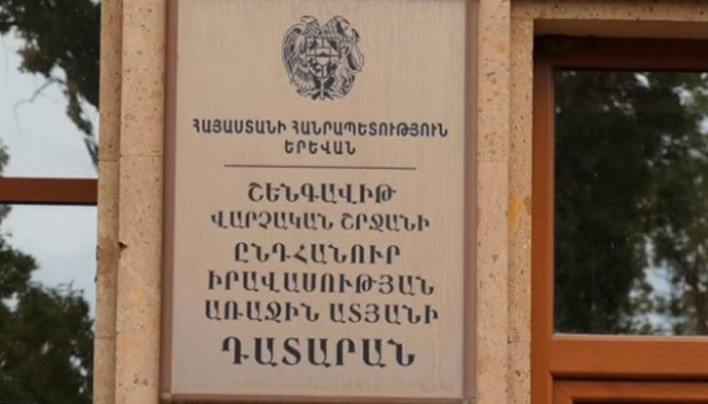 ՀԱՅԱՍՏԱՆԻ ՀԱՆՐԱՊԵՏՈՒԹՅՈՒՆ
ԵՐԵՎԱՆ
ՇԵՆԳԱՎԻԹ
ՎԱՐՉԱԿԱՆ ՇՐՋԱՆԻ
ԸՆԴՀԱՆՈՒՐ
ԻՐԱՎԱՍՈՒԹՅԱՆ
ԱՌԱՋԻՆ ԱՏՅԱՆԻ
ԴԱՏԱՐԱՆ